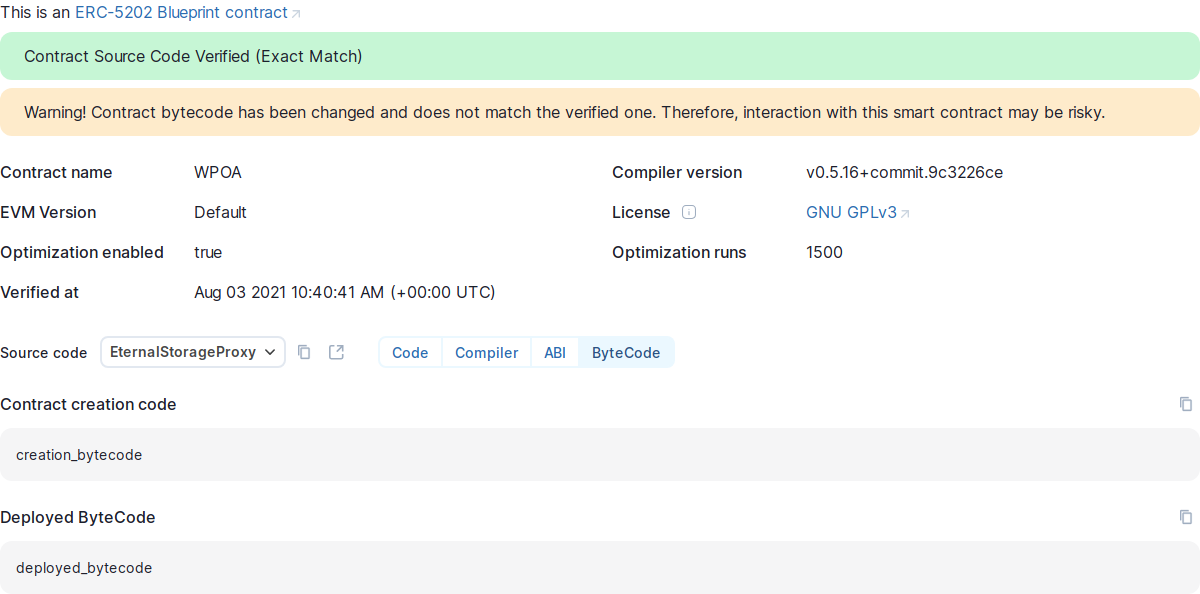 This is an ERC-5202 Blueprint contract
Contract Source Code Verified (Exact Match)
Warning! Contract bytecode has been changed and does not match the verified one. Therefore, interaction with this smart contract may be risky.
Contract name WPOA Compiler version v0.5.16+commit.9c3226ce
EVM Version Default License GNU GPLv3
Optimization enabled true Optimization runs 1500
Verified at Aug 03 2021 10:40:41 AM (+00:00 UTC)
Source code EternalStorageProxy Code Compiler ABI ByteCode
Contract creation code
creation_bytecode
Deployed ByteCode
deployed_bytecode